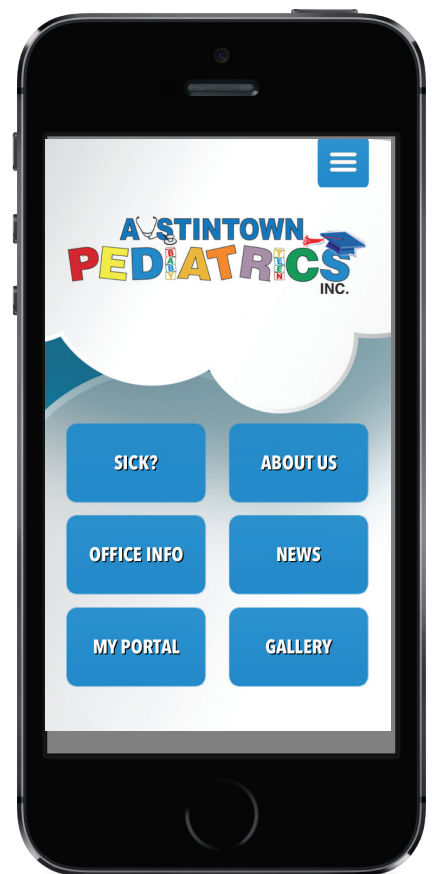 AUSTINTOWN
PEDIATRICS
BABY
TEEN
INC.
SICK?
ABOUT US
OFFICE INFO
NEWS
MY PORTAL
GALLERY